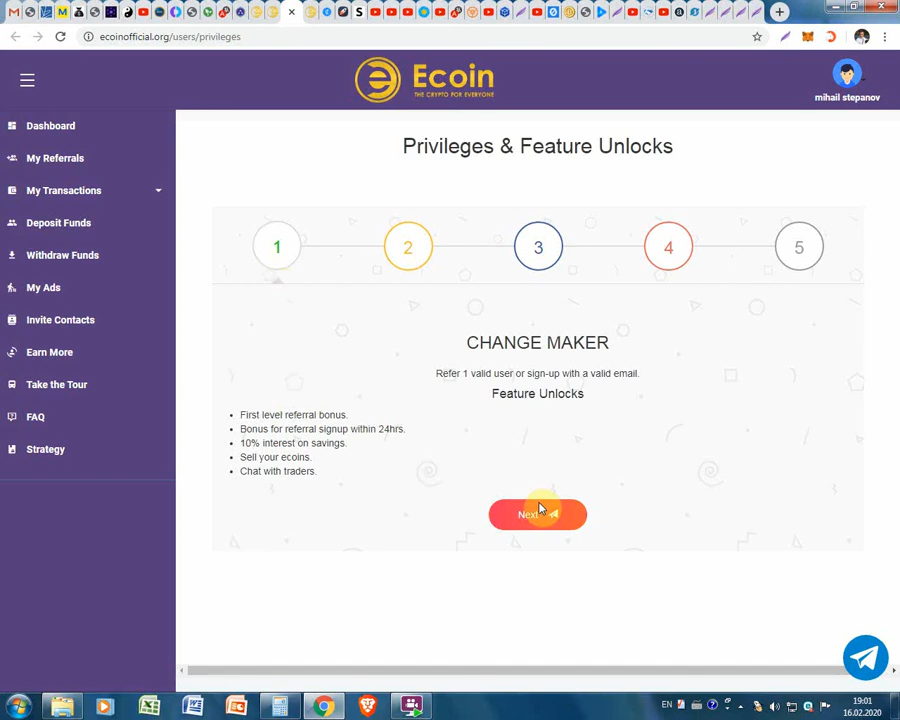 ecoinofficial.org/users/privileges
Ecoin
THE CRYPTO FOR EVERYONE
mihail stepanov
Dashboard
My Referrals
My Transactions
Deposit Funds
Withdraw Funds
My Ads
Invite Contacts
Earn More
Take the Tour
FAQ
Strategy
Privileges & Feature Unlocks
1
2
3
4
5
CHANGE MAKER
Refer 1 valid user or sign-up with a valid email.
Feature Unlocks
First level referral bonus.
Bonus for referral signup within 24hrs.
10% interest on savings.
Sell your ecoins.
Chat with traders.
Next
EN
19:01
16.02.2020